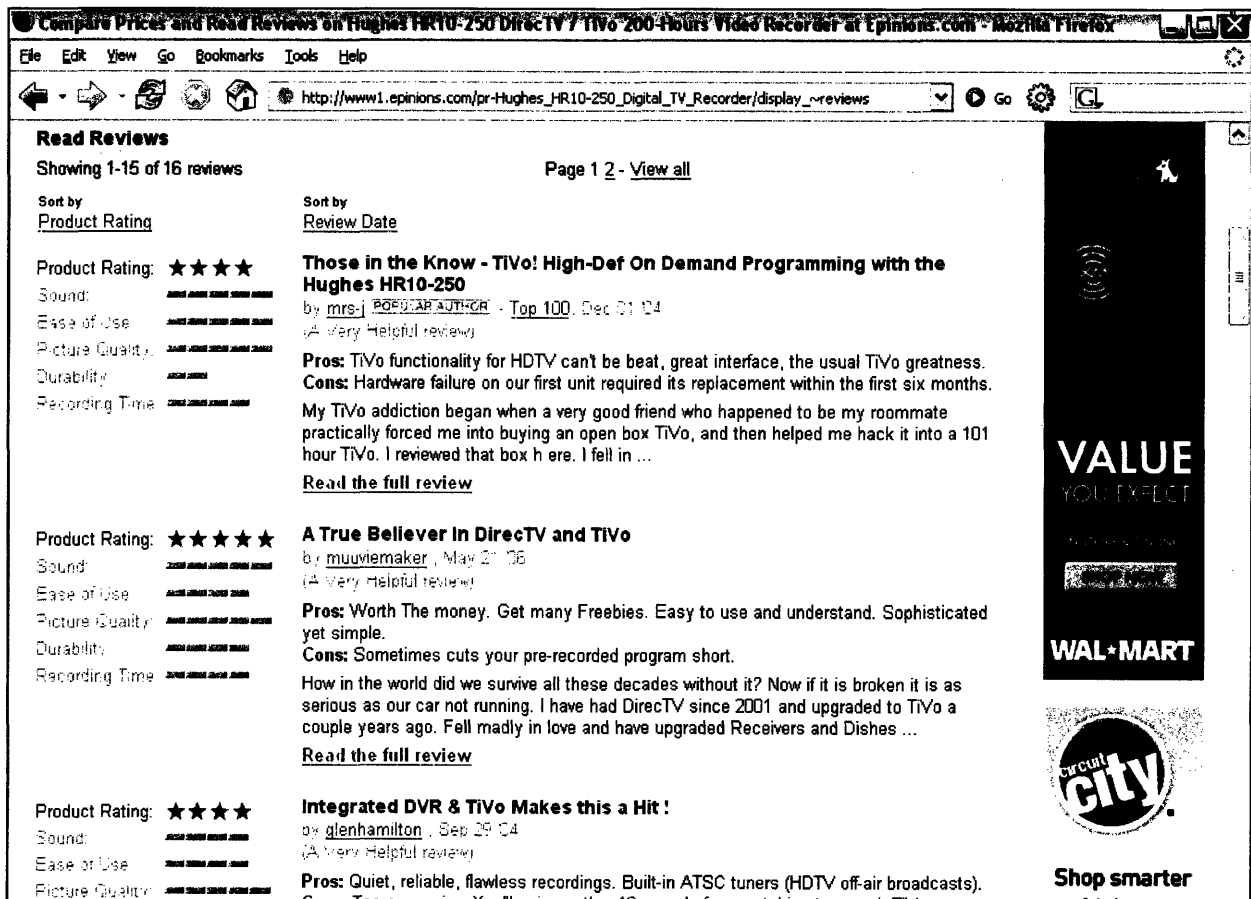 Compare Prices and Read Reviews on Hughes HR10-250 DirecTV / TiVo 200-Hours Video Recorder at Epinions.com - Mozilla Firefox
File Edit View Go Bookmarks Tools Help
http://www1.epinions.com/pr-Hughes_HR10-250_Digital_TV_Recorder/display_~reviews Go
Read Reviews
Showing 1-15 of 16 reviews
Page 1 2 - View all
Sort by
Product Rating
Sort by
Review Date
Product Rating: ★★★★
Sound:
Ease of Use
Picture Quality:
Durability
Recording Time
Those in the Know - TiVo! High-Def On Demand Programming with the
Hughes HR10-250
by mrs-j POPULAR AUTHOR - Top 100, Dec 01 '04
(A Very Helpful review)
Pros: TiVo functionality for HDTV can't be beat, great interface, the usual TiVo greatness.
Cons: Hardware failure on our first unit required its replacement within the first six months.
My TiVo addiction began when a very good friend who happened to be my roommate
practically forced me into buying an open box TiVo, and then helped me hack it into a 101
hour TiVo. I reviewed that box h ere. I fell in ...
Read the full review
Product Rating: ★★★★★
Sound:
Ease of Use
Picture Quality:
Durability:
Recording Time
A True Believer In DirecTV and TiVo
by muuviemaker , May 21
(A Very Helpful review)
Pros: Worth The money. Get many Freebies. Easy to use and understand. Sophisticated
yet simple.
Cons: Sometimes cuts your pre-recorded program short.
How in the world did we survive all these decades without it? Now if it is broken it is as
serious as our car not running. I have had DirecTV since 2001 and upgraded to TiVo a
couple years ago. Fell madly in love and have upgraded Receivers and Dishes ...
Read the full review
Product Rating: ★★★★
Sound:
Ease of Use
Picture Quality:
Integrated DVR & TiVo Makes this a Hit !
by glenhamilton , Sep 29 '04
(A Very Helpful review)
Pros: Quiet, reliable, flawless recordings. Built-in ATSC tuners (HDTV off-air broadcasts).
VALUE
YOU EXPECT
SHOP NOW
WAL★MART
circuit
city
Shop smarter